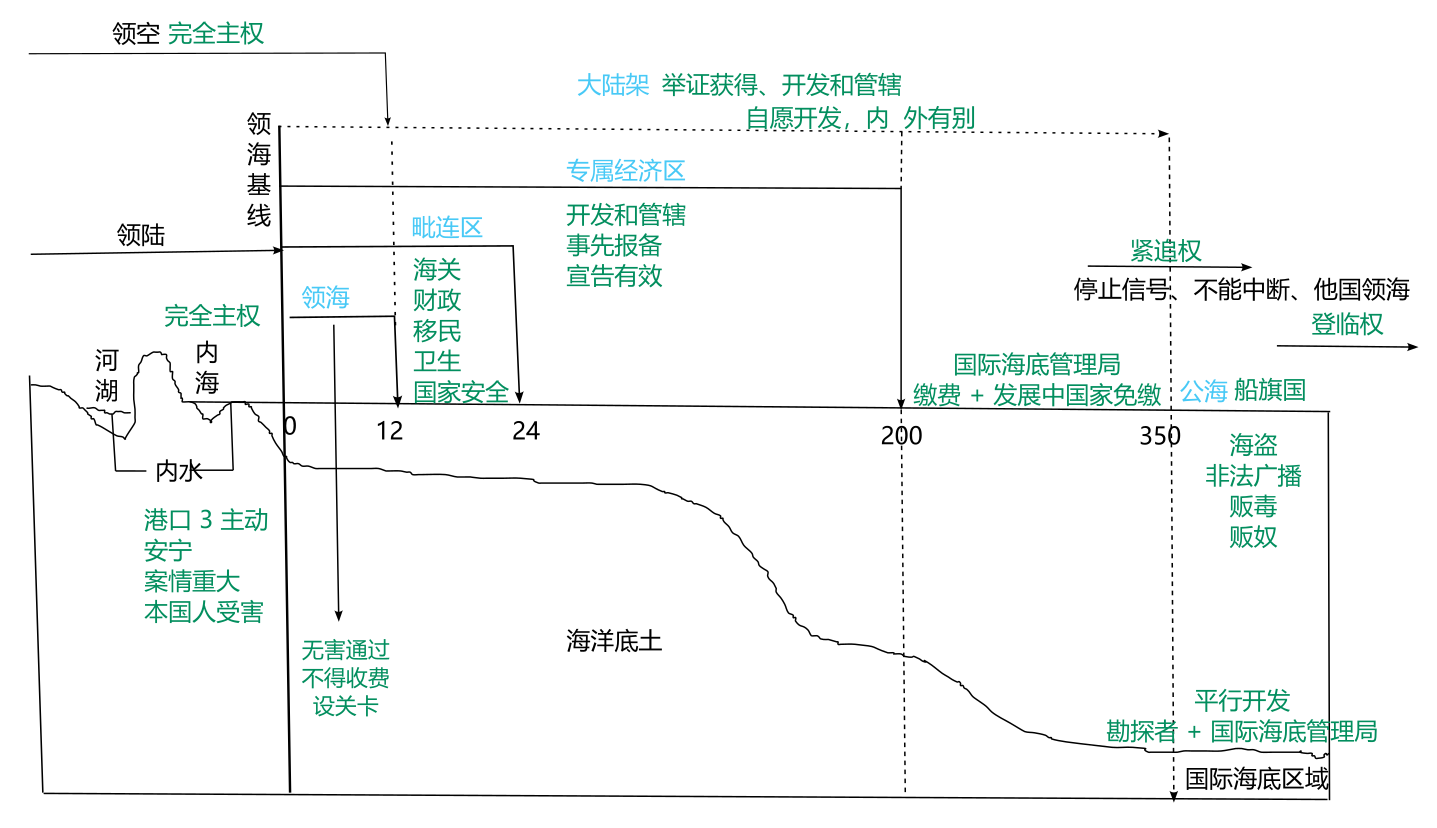 领空 完全主权
大陆架 举证获得、开发和管辖
自愿开发，内 外有别
领海基线
专属经济区
开发和管辖
事先报备
宣告有效
毗连区
海关
财政
移民
卫生
国家安全
领陆
领海
完全主权
紧追权
停止信号、不能中断、他国领海
登临权
河湖
内海
国际海底管理局
缴费 + 发展中国家免缴
公海 船旗国
0
12
24
200
350
海盗
非法广播
贩毒
贩奴
内水
港口 3 主动
安宁
案情重大
本国人受害
无害通过
不得收费
设关卡
海洋底土
平行开发
勘探者 + 国际海底管理局
国际海底区域